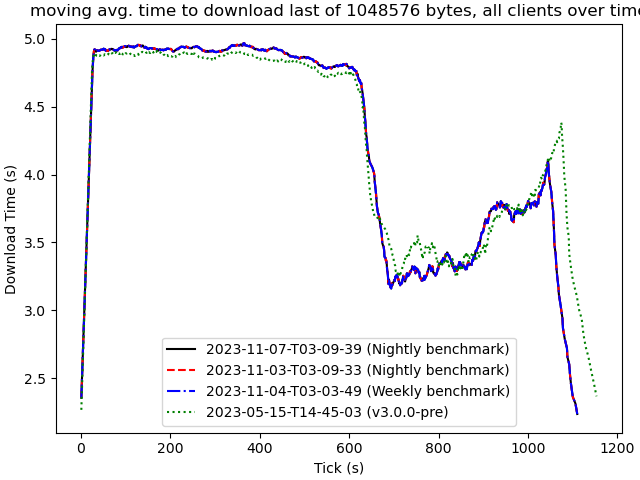 moving avg. time to download last of 1048576 bytes, all clients over time
5.0
4.5
4.0
3.5
3.0
2.5
Download Time (s)
0 200 400 600 800 1000 1200
Tick (s)
2023-11-07-T03-09-39 (Nightly benchmark)
2023-11-03-T03-09-33 (Nightly benchmark)
2023-11-04-T03-03-49 (Weekly benchmark)
2023-05-15-T14-45-03 (v3.0.0-pre)